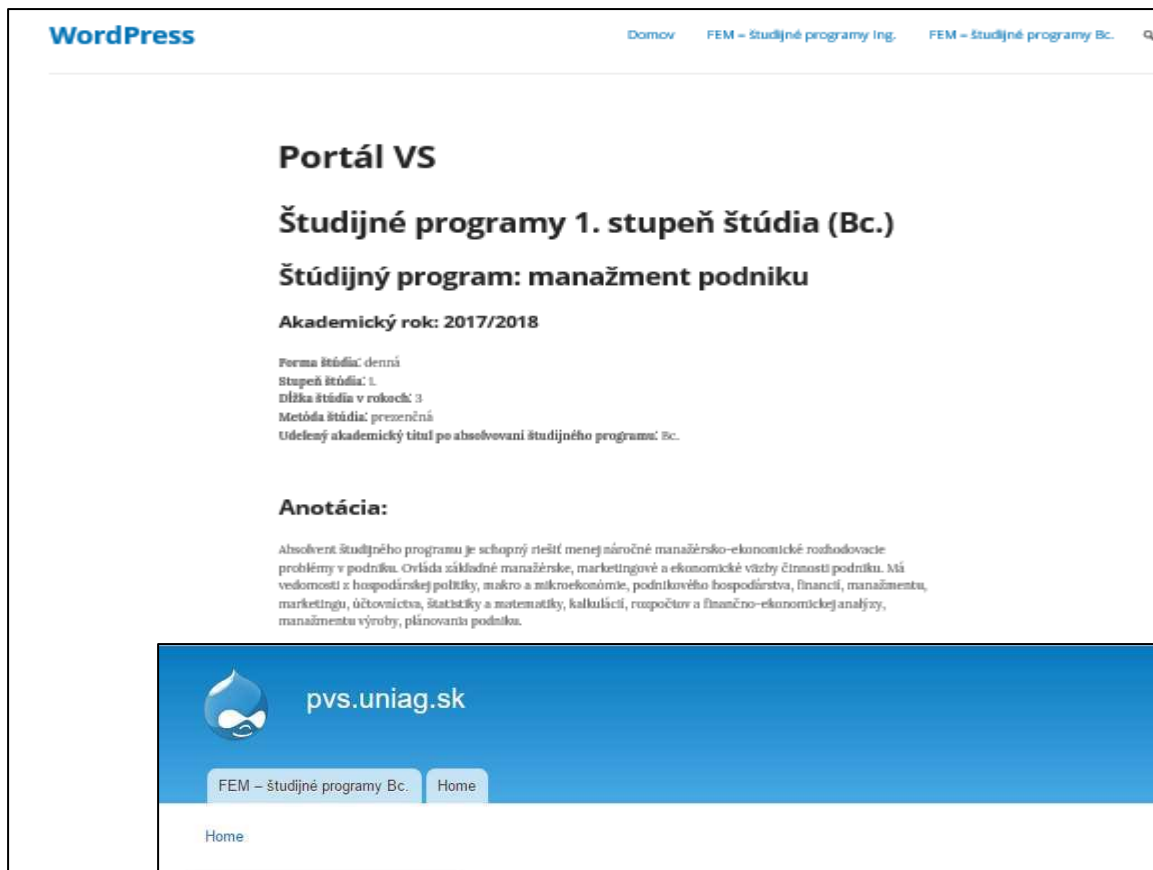 WordPress
Domov FEM – študijné programy Ing. FEM – študijné programy Bc.
Portál VS
Študijné programy 1. stupeň štúdia (Bc.)
Štúdijný program: manažment podniku
Akademický rok: 2017/2018
Forma štúdia: denná
Stupeň štúdia: 1.
Dĺžka štúdia v rokoch: 3
Metóda štúdia: prezenčná
Udelený akademický titul po absolvovaní študijného programu: Bc.
Anotácia:
Absolvent študijného programu je schopný riešiť menej náročné manažérsko-ekonomické rozhodovacie
problémy v podniku. Ovláda základné manažérske, marketingové a ekonomické väzby činnosti podniku. Má
vedomosti z hospodárskej politiky, makro a mikroekonómie, podnikového hospodárstva, financií, manažmentu,
marketingu, účtovníctva, štatistiky a matematiky, kalkulácií, rozpočtov a finančno-ekonomickej analýzy,
manažmentu výroby, plánovania podniku.
pvs.uniag.sk
FEM – študijné programy Bc. Home
Home